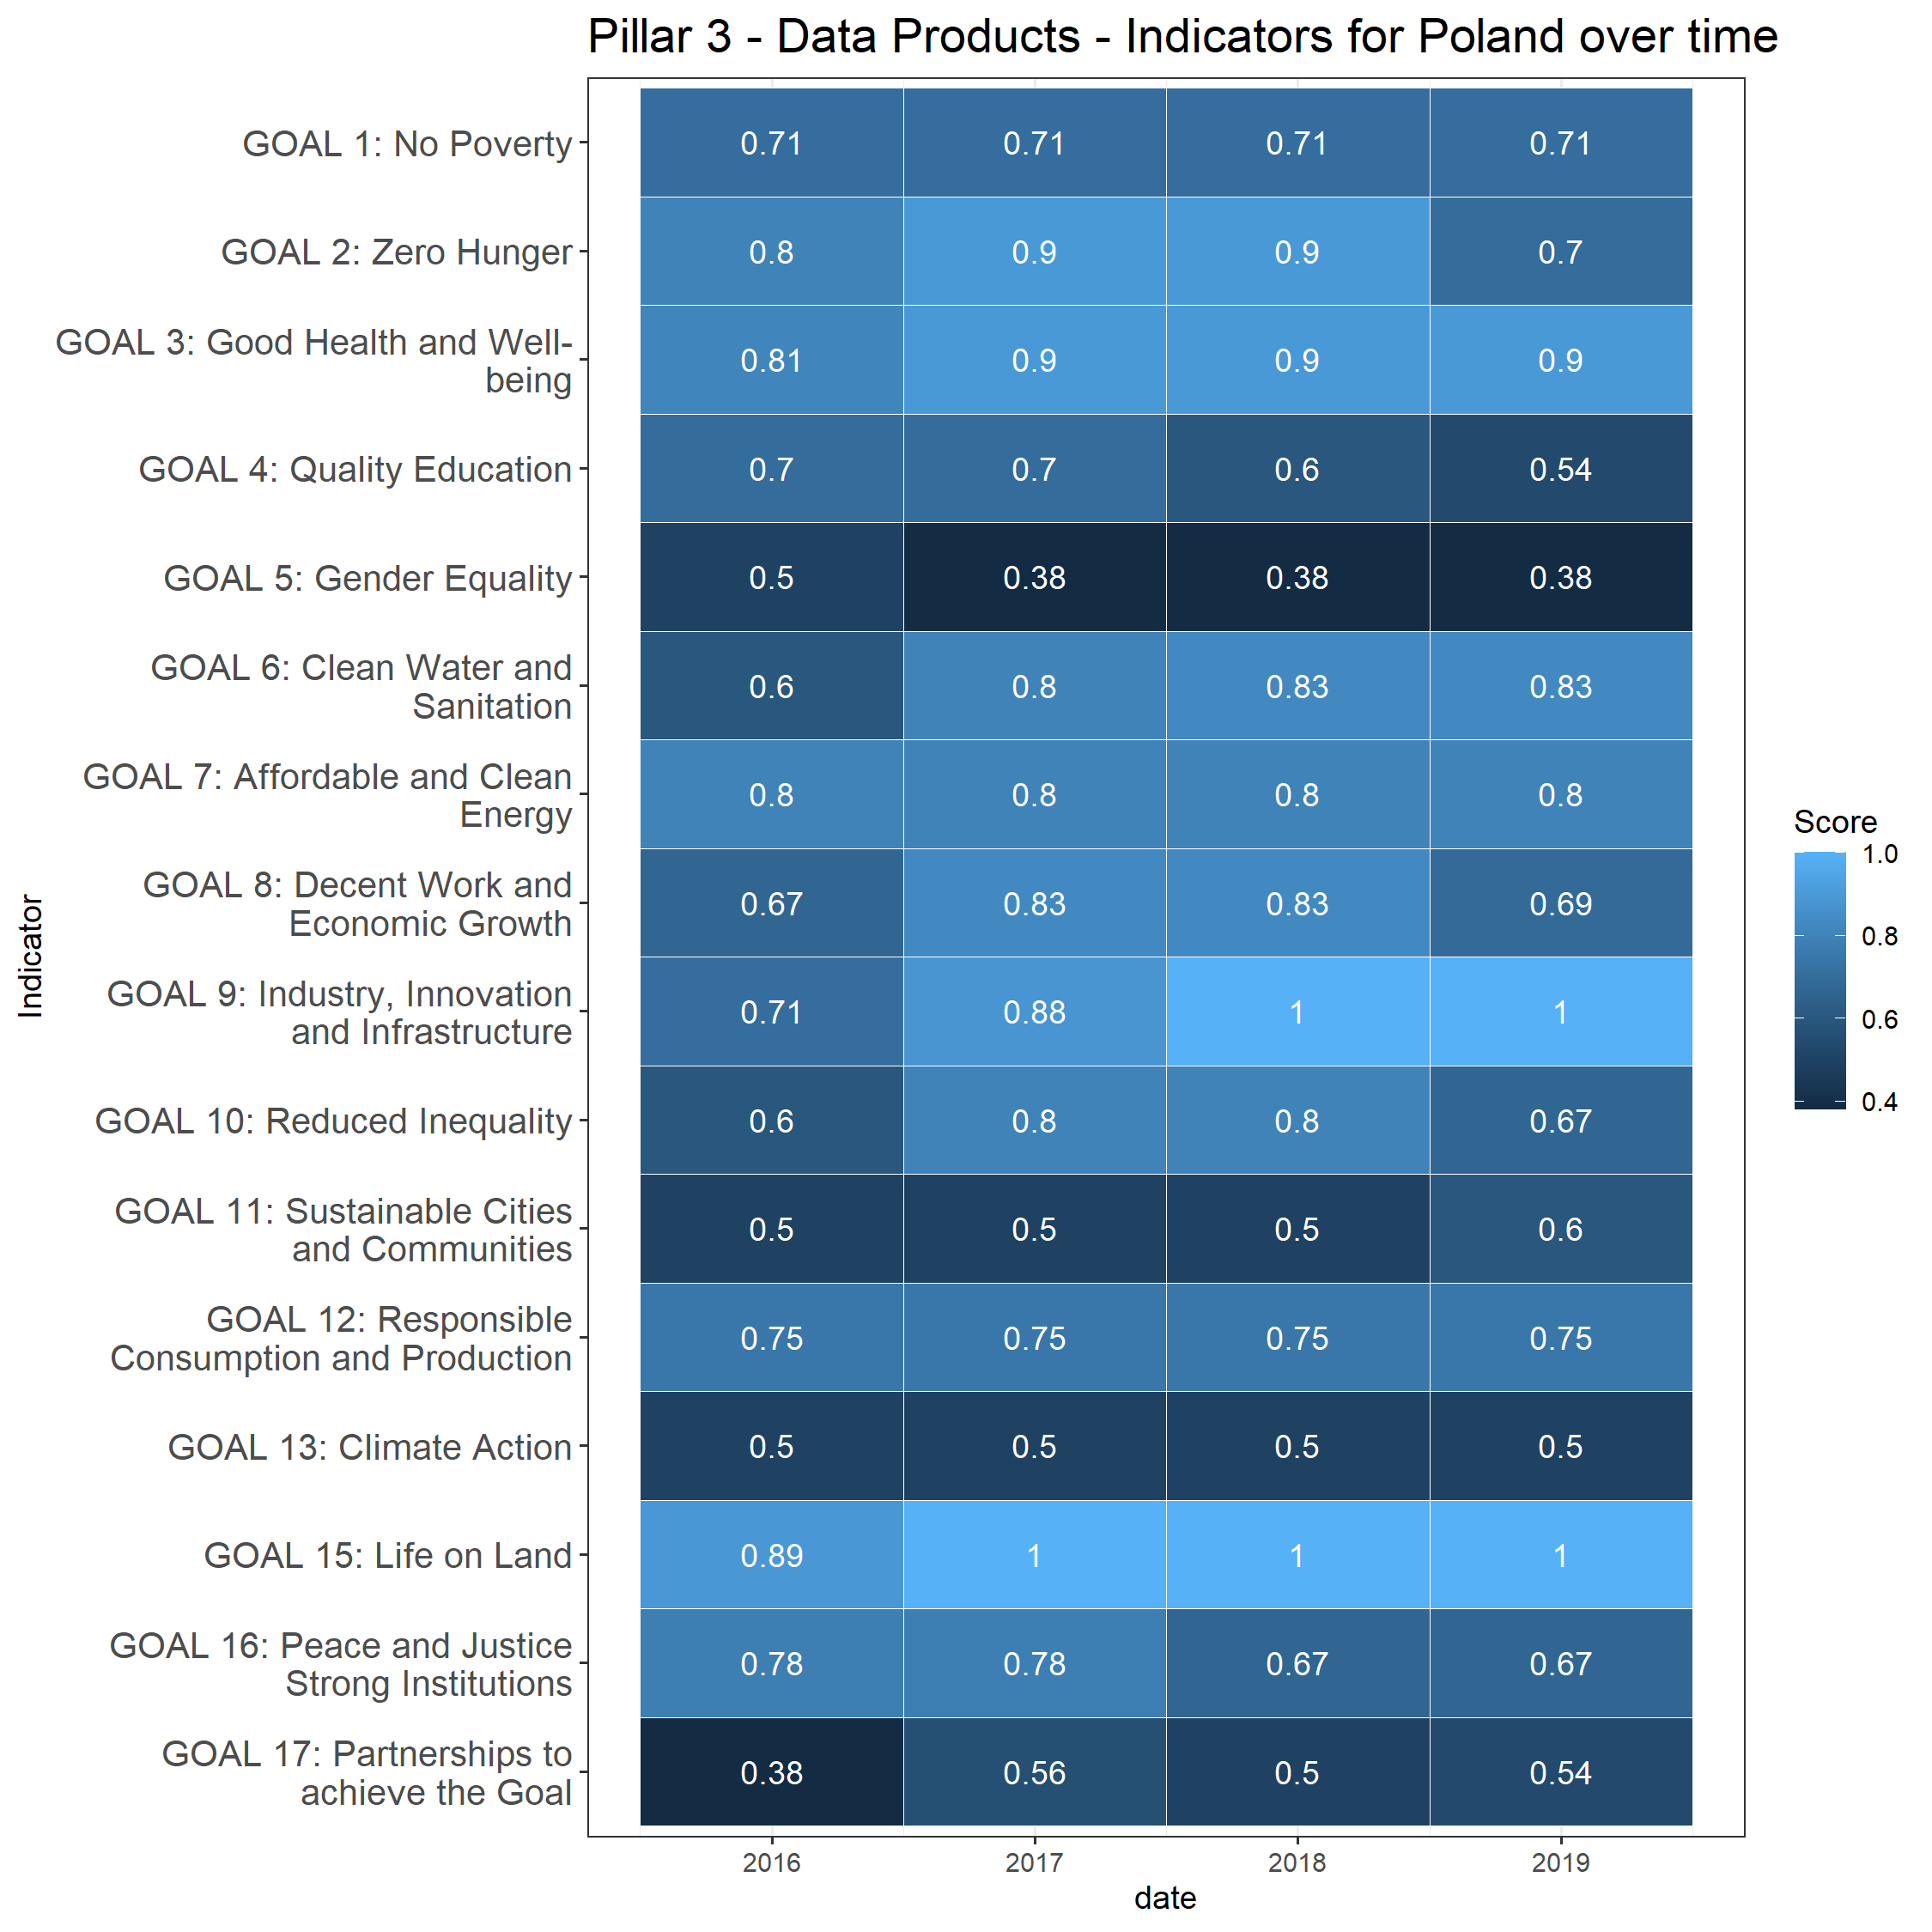 Pillar 3 - Data Products - Indicators for Poland over time
GOAL 1: No Poverty
0.71 0.71 0.71 0.71
GOAL 2: Zero Hunger
0.8 0.9 0.9 0.7
GOAL 3: Good Health and Well-
being
0.81 0.9 0.9 0.9
GOAL 4: Quality Education
0.7 0.7 0.6 0.54
GOAL 5: Gender Equality
0.5 0.38 0.38 0.38
GOAL 6: Clean Water and
Sanitation
0.6 0.8 0.83 0.83
GOAL 7: Affordable and Clean
Energy
0.8 0.8 0.8 0.8
GOAL 8: Decent Work and
Economic Growth
0.67 0.83 0.83 0.69
GOAL 9: Industry, Innovation
and Infrastructure
0.71 0.88 1 1
GOAL 10: Reduced Inequality
0.6 0.8 0.8 0.67
GOAL 11: Sustainable Cities
and Communities
0.5 0.5 0.5 0.6
GOAL 12: Responsible
Consumption and Production
0.75 0.75 0.75 0.75
GOAL 13: Climate Action
0.5 0.5 0.5 0.5
GOAL 15: Life on Land
0.89 1 1 1
GOAL 16: Peace and Justice
Strong Institutions
0.78 0.78 0.67 0.67
GOAL 17: Partnerships to
achieve the Goal
0.38 0.56 0.5 0.54
2016 2017 2018 2019
date
Indicator
Score
1.0
0.8
0.6
0.4